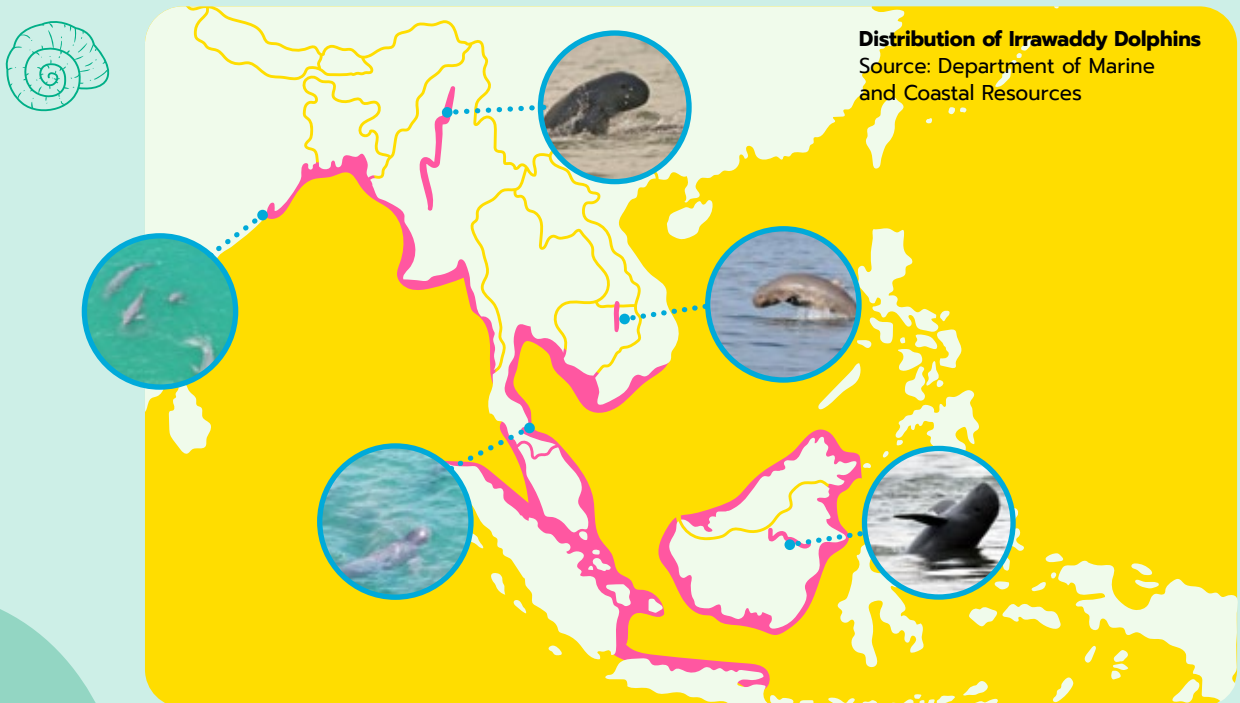 Distribution of Irrawaddy Dolphins
Source: Department of Marine
and Coastal Resources